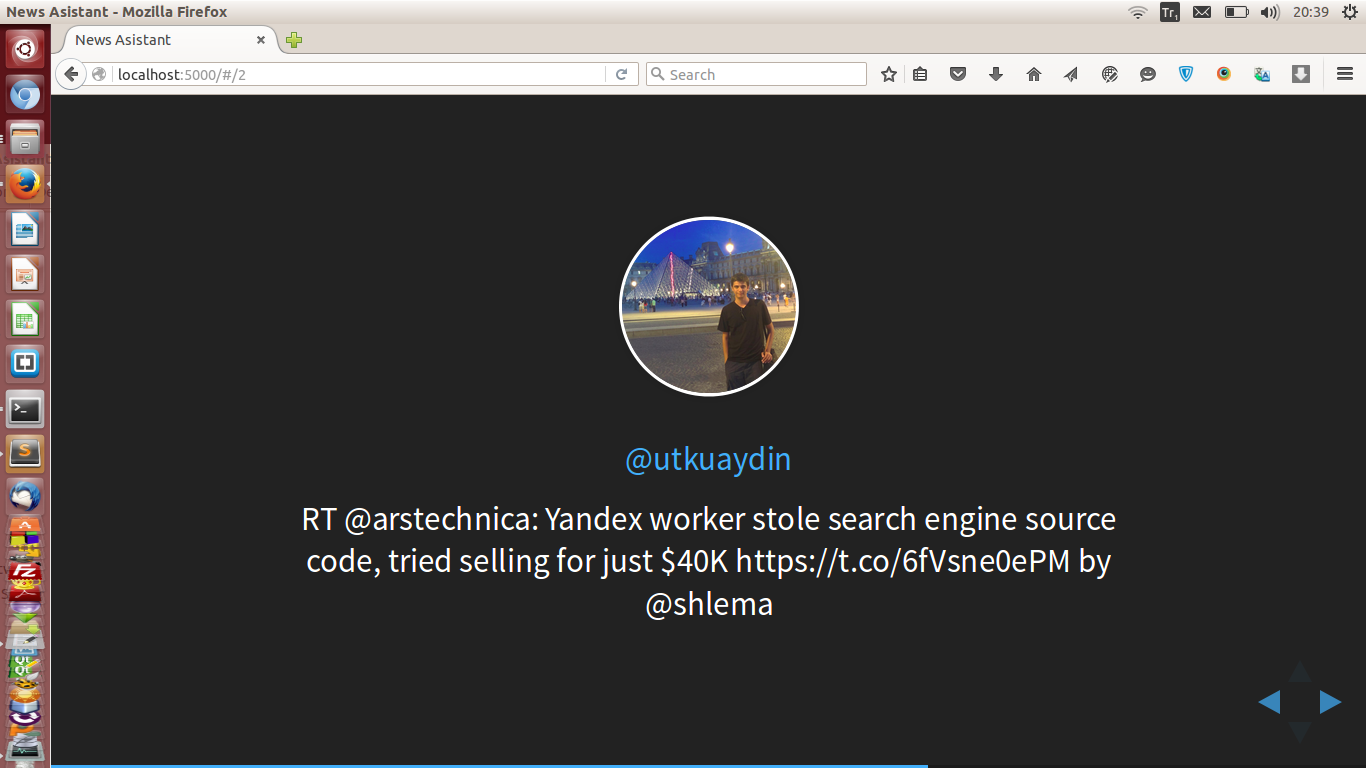 News Asistant - Mozilla Firefox
Tr1
20:39
News Asistant
localhost:5000/#/2
Search
@utkuaydin
RT @arstechnica: Yandex worker stole search engine source
code, tried selling for just $40K https://t.co/6fVsne0ePM by
@shlema